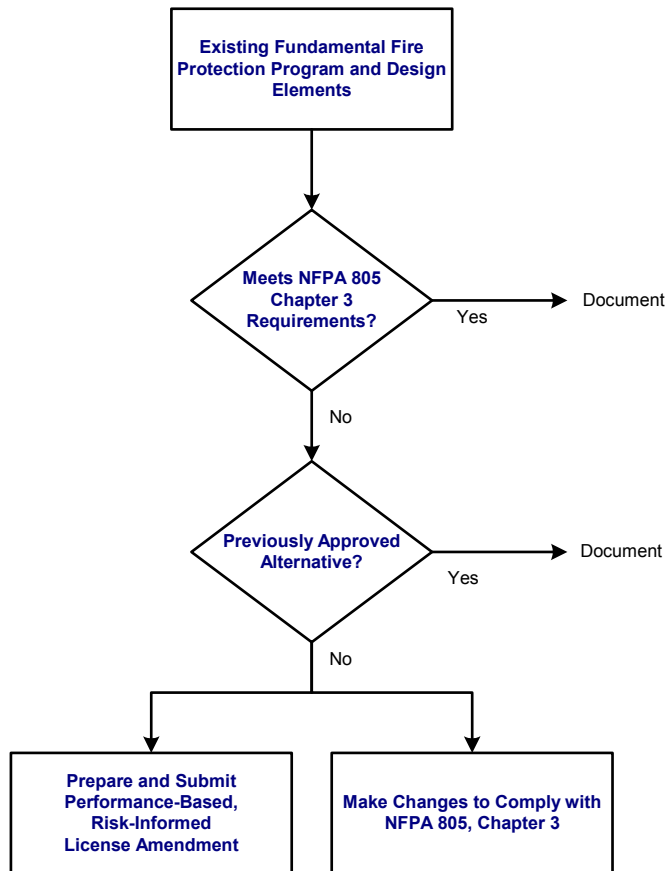 Existing Fundamental Fire
Protection Program and Design
Elements
Meets NFPA 805
Chapter 3
Requirements?
Yes
Document
No
Previously Approved
Alternative?
Yes
Document
No
Prepare and Submit
Performance-Based,
Risk-Informed
License Amendment
Make Changes to Comply with
NFPA 805, Chapter 3